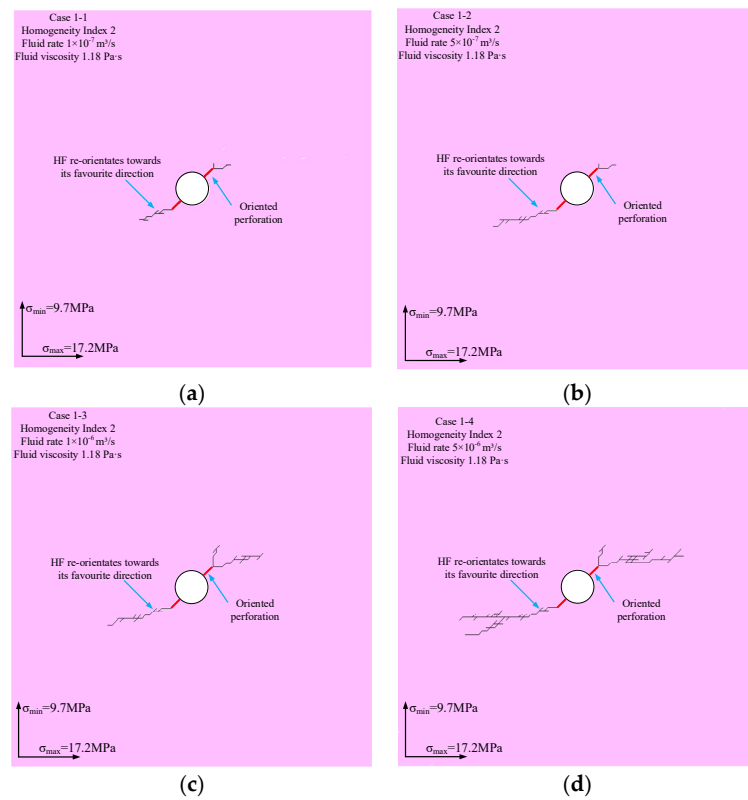 Case 1-1
Homogeneity Index 2
Fluid rate 1×10⁻⁷ m³/s
Fluid viscosity 1.18 Pa·s
HF re-orientates towards
its favourite direction
Oriented
perforation
σmin=9.7MPa
σmax=17.2MPa
(a)
Case 1-2
Homogeneity Index 2
Fluid rate 5×10⁻⁷ m³/s
Fluid viscosity 1.18 Pa·s
HF re-orientates towards
its favourite direction
Oriented
perforation
σmin=9.7MPa
σmax=17.2MPa
(b)
Case 1-3
Homogeneity Index 2
Fluid rate 1×10⁻⁶ m³/s
Fluid viscosity 1.18 Pa·s
HF re-orientates towards
its favourite direction
Oriented
perforation
σmin=9.7MPa
σmax=17.2MPa
(c)
Case 1-4
Homogeneity Index 2
Fluid rate 5×10⁻⁶ m³/s
Fluid viscosity 1.18 Pa·s
HF re-orientates towards
its favourite direction
Oriented
perforation
σmin=9.7MPa
σmax=17.2MPa
(d)